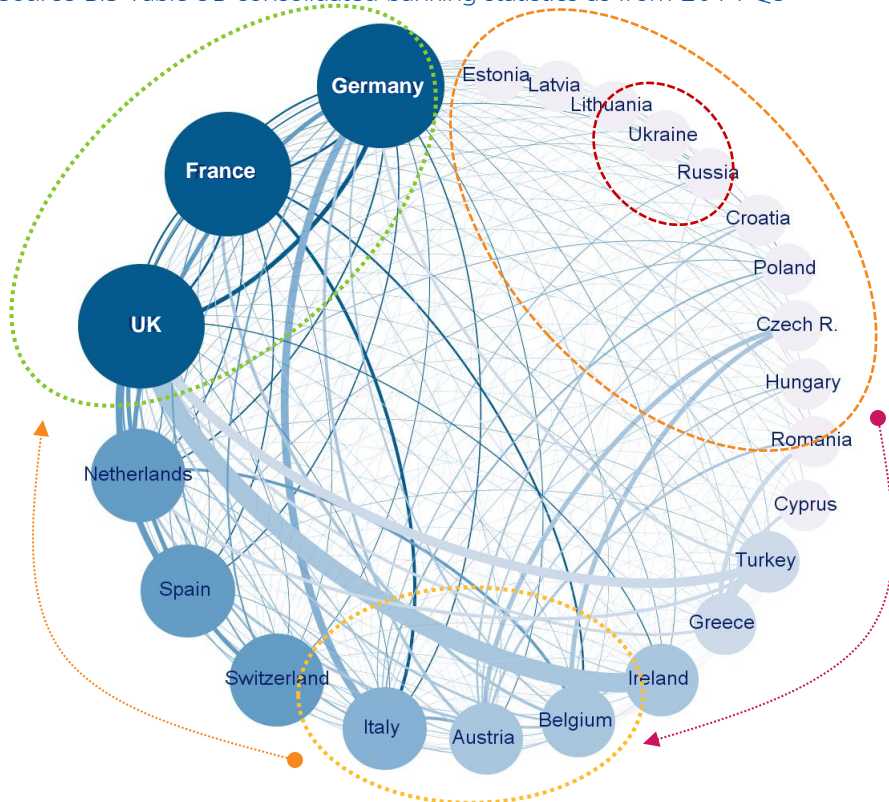 Germany
Estonia
Latvia
Lithuania
Ukraine
Russia
France
Croatia
Poland
UK
Czech R.
Hungary
Romania
Netherlands
Cyprus
Turkey
Spain
Greece
Switzerland
Ireland
Italy
Belgium
Austria